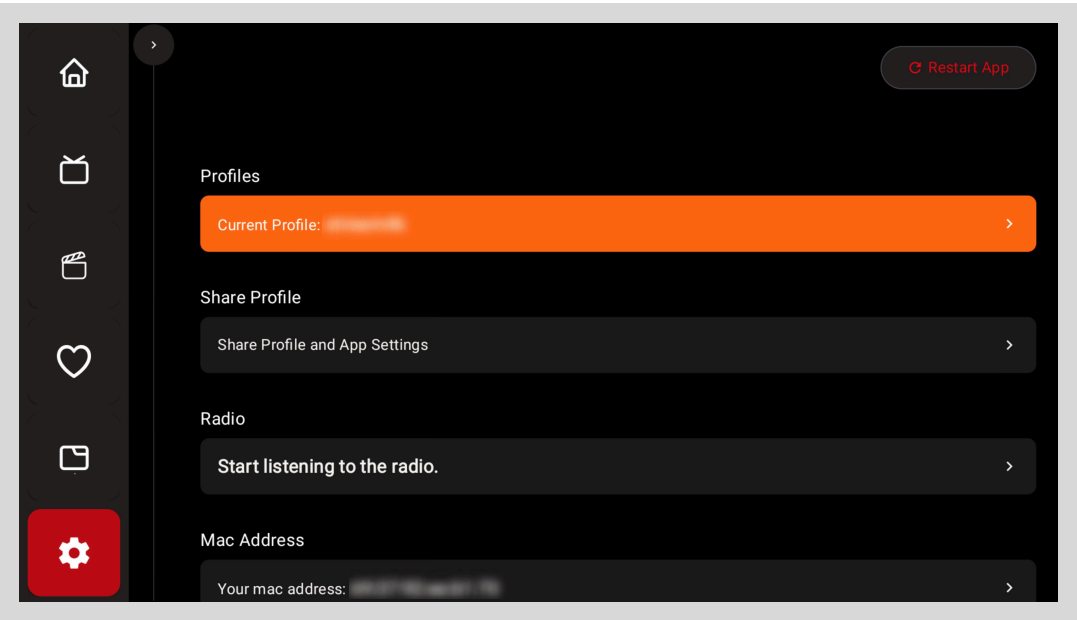 Restart App
Profiles
Current Profile:
Share Profile
Share Profile and App Settings
Radio
Start listening to the radio.
Mac Address
Your mac address: